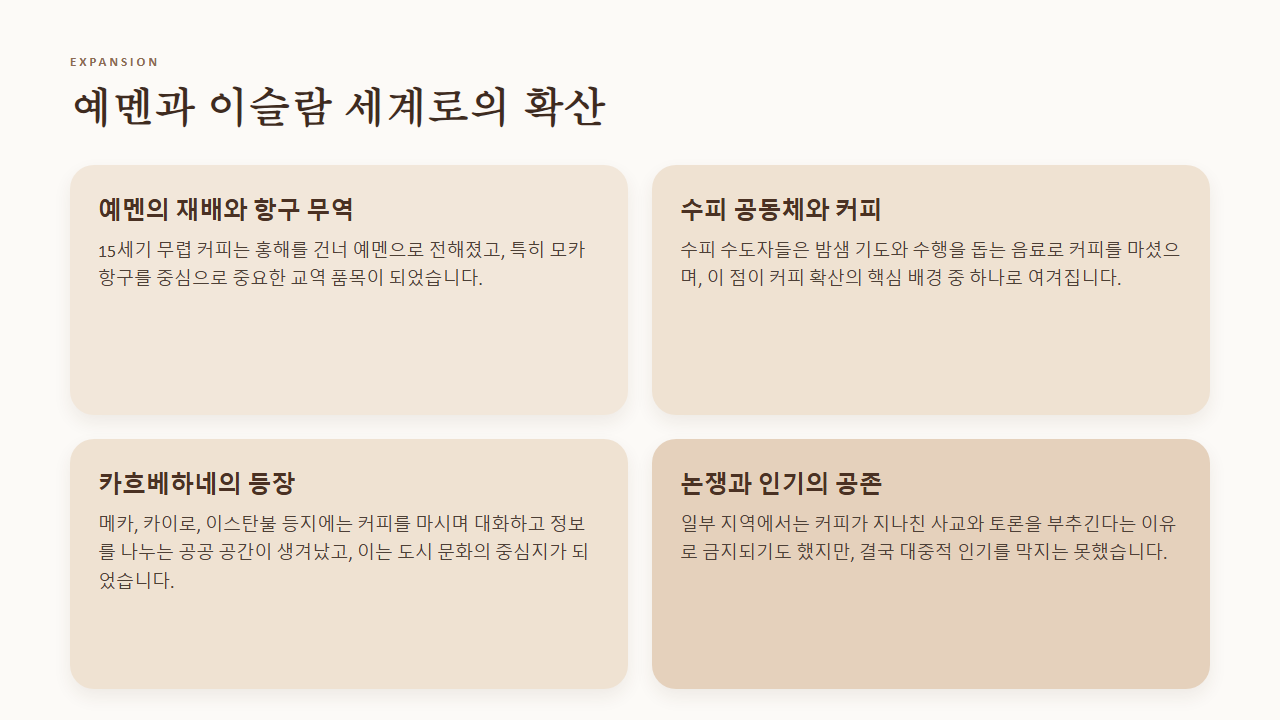 EXPANSION
예멘과 이슬람 세계로의 확산
예멘의 재배와 항구 무역
15세기 무렵 커피는 홍해를 건너 예멘으로 전해졌고, 특히 모카
항구를 중심으로 중요한 교역 품목이 되었습니다.
수피 공동체와 커피
수피 수도자들은 밤샘 기도와 수행을 돕는 음료로 커피를 마셨으
며, 이 점이 커피 확산의 핵심 배경 중 하나로 여겨집니다.
카흐베하네의 등장
메카, 카이로, 이스탄불 등지에는 커피를 마시며 대화하고 정보
를 나누는 공공 공간이 생겨났고, 이는 도시 문화의 중심지가 되
었습니다.
논쟁과 인기의 공존
일부 지역에서는 커피가 지나친 사교와 토론을 부추긴다는 이유
로 금지되기도 했지만, 결국 대중적 인기를 막지는 못했습니다.